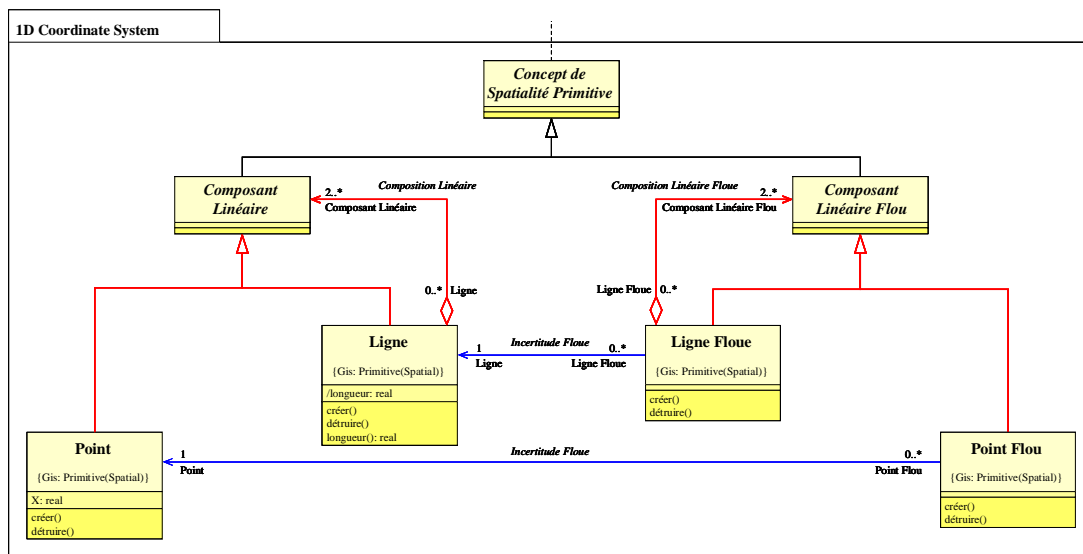 1D Coordinate System
Concept de
Spatialité Primitive
Composant
Linéaire
2..*
Composition Linéaire
Composant Linéaire
Composition Linéaire Floue
2..*
Composant Linéaire Flou
Composant
Linéaire Flou
0..*
Ligne
Ligne Floue
0..*
Ligne
{Gis: Primitive(Spatial)}
/longueur: real
créer()
détruire()
longueur(): real
1
Incertitude Floue
0..*
Ligne
Ligne Floue
Ligne Floue
{Gis: Primitive(Spatial)}
créer()
détruire()
Point
{Gis: Primitive(Spatial)}
X: real
créer()
détruire()
1
Incertitude Floue
0..*
Point
Point Flou
Point Flou
{Gis: Primitive(Spatial)}
créer()
détruire()